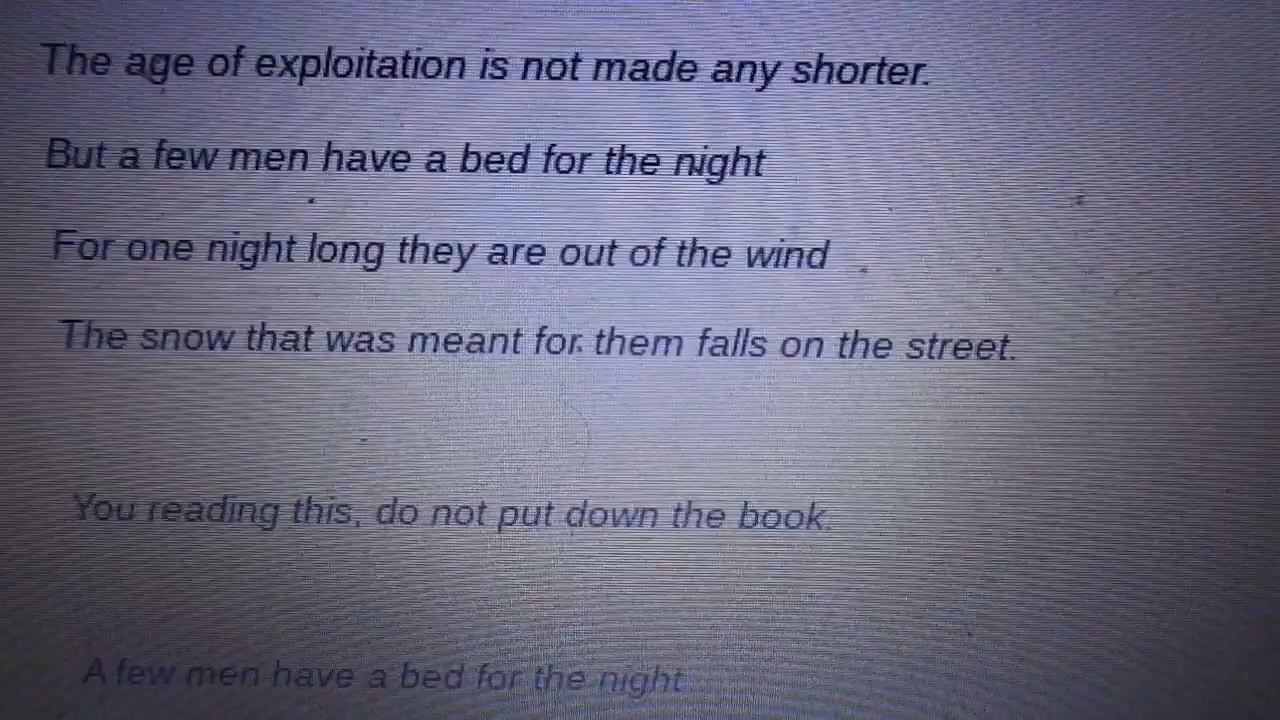 The age of exploitation is not made any shorter.
But a few men have a bed for the night
For one night long they are out of the wind
The snow that was meant for them falls on the street.
You reading this, do not put down the book.
A few men have a bed for the night